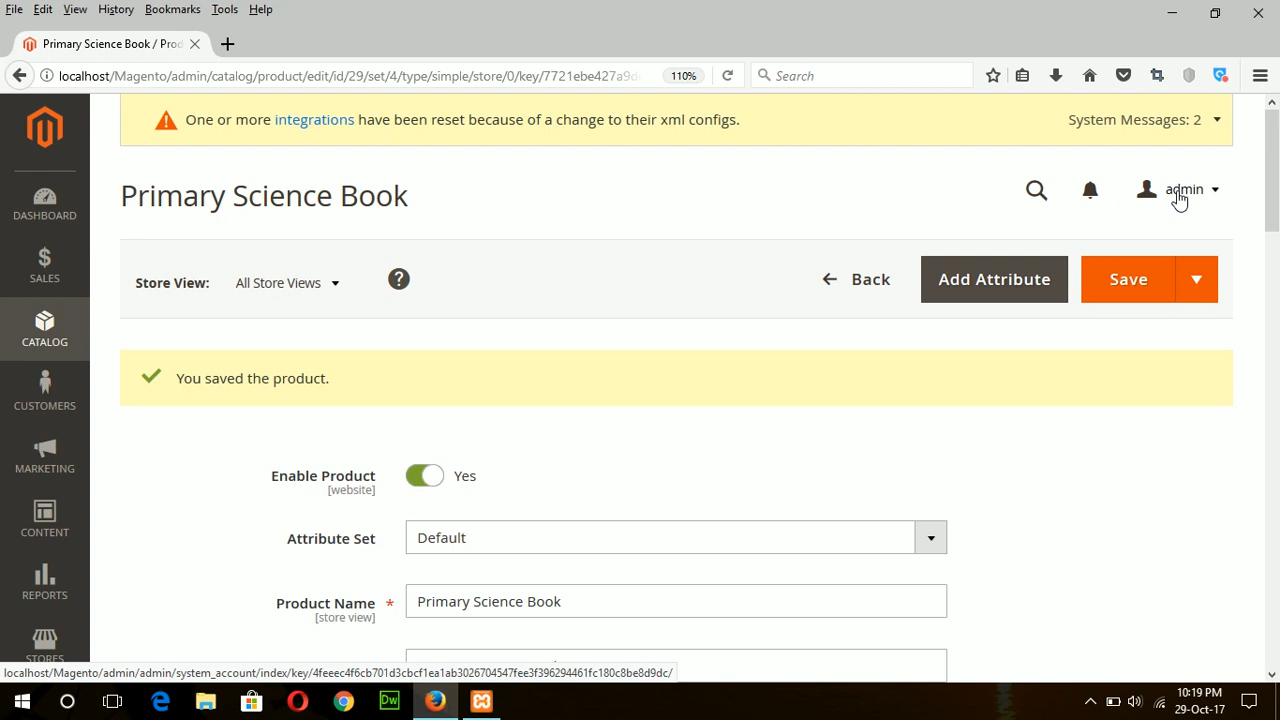 File Edit View History Bookmarks Tools Help
Primary Science Book / Prod
localhost/Magento/admin/catalog/product/edit/id/29/set/4/type/simple/store/0/key/7721ebe427a9d
110%
Search
One or more integrations have been reset because of a change to their xml configs.
System Messages: 2
Primary Science Book
admin
Store View: All Store Views
?
Back
Add Attribute
Save
You saved the product.
DASHBOARD
SALES
CATALOG
CUSTOMERS
MARKETING
CONTENT
REPORTS
STORES
Enable Product
[website]
Yes
Attribute Set
Default
Product Name *
[store view]
Primary Science Book
localhost/Magento/admin/admin/system_account/index/key/4feeec4f6cb701d3cbcf1ea1ab3026704547fee3f396294461fc180c8be8d9dc/
Dw
10:19 PM
29-Oct-17